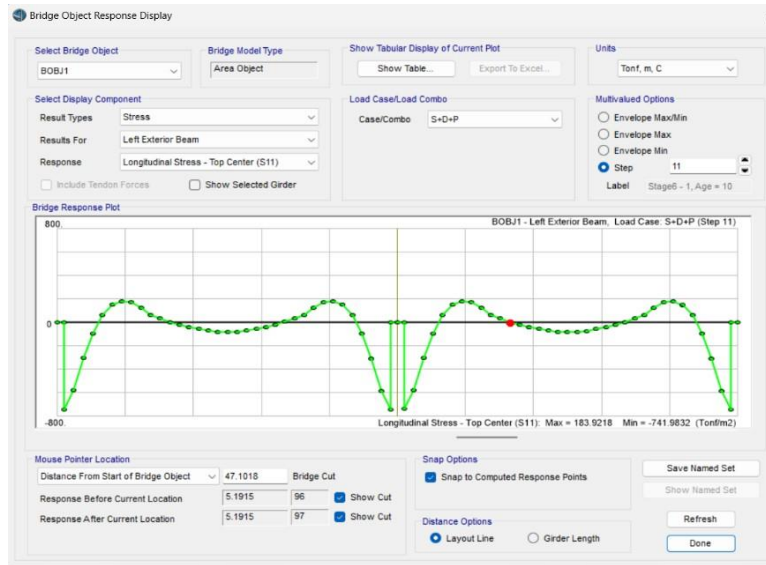 Bridge Object Response Display
Select Bridge Object
BOBJ1
Bridge Model Type
Area Object
Show Tabular Display of Current Plot
Show Table...
Export To Excel...
Units
Tonf, m, C
Select Display Component
Result Types
Stress
Results For
Left Exterior Beam
Response
Longitudinal Stress - Top Center (S11)
Include Tendon Forces
Show Selected Girder
Load Case/Load Combo
Case/Combo
S+D+P
Multivalued Options
Envelope Max/Min
Envelope Max
Envelope Min
Step
11
Label
Stage6 - 1, Age = 10
Bridge Response Plot
800.
BOBJ1 - Left Exterior Beam, Load Case: S+D+P (Step 11)
0
-800.
Longitudinal Stress - Top Center (S11): Max = 183.9218 Min = -741.9832 (Tonf/m2)
Mouse Pointer Location
Distance From Start of Bridge Object
47.1018
Bridge Cut
Response Before Current Location
5.1915
96
Show Cut
Response After Current Location
5.1915
97
Show Cut
Snap Options
Snap to Computed Response Points
Distance Options
Layout Line
Girder Length
Save Named Set
Show Named Set
Refresh
Done